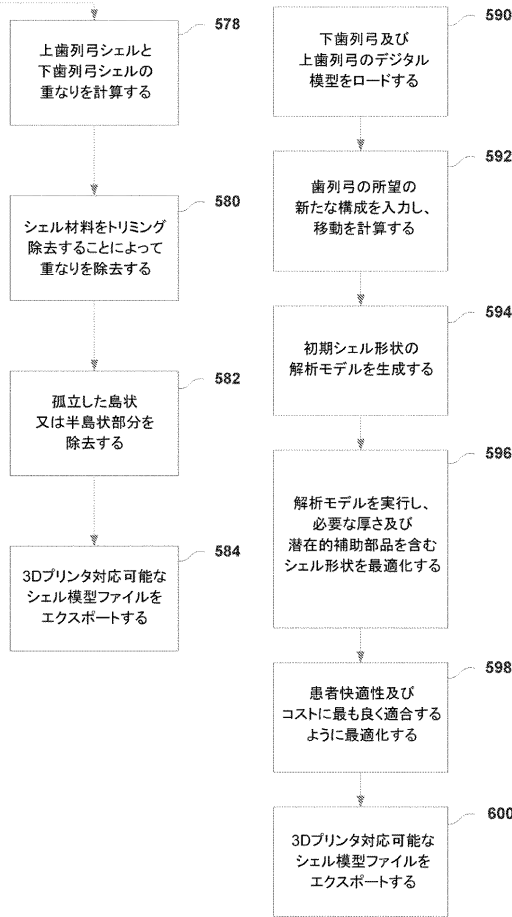 578
上歯列弓シェルと
下歯列弓シェルの
重なりを計算する
580
シェル材料をトリミング
除去することによって
重なりを除去する
582
孤立した島状
又は半島状部分を
除去する
584
3Dプリンタ対応可能な
シェル模型ファイルを
エクスポートする
590
下歯列弓及び
上歯列弓のデジタル
模型をロードする
592
歯列弓の所望の
新たな構成を入力し、
移動を計算する
594
初期シェル形状の
解析モデルを生成する
596
解析モデルを実行し、
必要な厚さ及び
潜在的補助部品を含む
シェル形状を最適化する
598
患者快適性及び
コストに最も良く適合する
ように最適化する
600
3Dプリンタ対応可能な
シェル模型ファイルを
エクスポートする